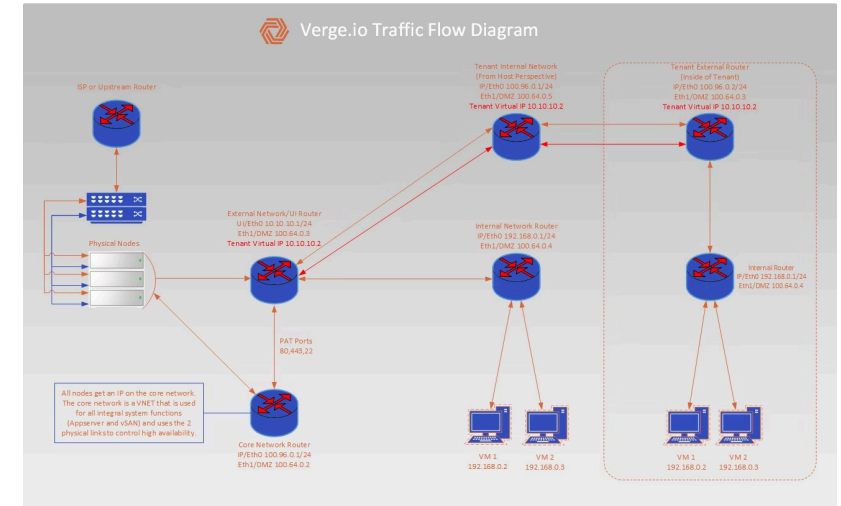 Verge.io Traffic Flow Diagram
ISP or Upstream Router
Tenant Internal Network
(From Host Perspective)
IP/Eth0 100.96.0.1/24
Eth1/DMZ 100.64.0.5
Tenant Virtual IP 10.10.10.2
Tenant External Router
(Inside of Tenant)
IP/Eth0 100.96.0.2/24
Eth1/DMZ 100.64.0.3
Tenant Virtual IP 10.10.10.2
Physical Nodes
External Network/UI Router
UI/Eth0 10.10.10.1/24
Eth1/DMZ 100.64.0.3
Tenant Virtual IP 10.10.10.2
Internal Network Router
IP/Eth0 192.168.0.1/24
Eth1/DMZ 100.64.0.4
Internal Router
IP/Eth0 192.168.0.1/24
Eth1/DMZ 100.64.0.4
PAT Ports
80,443,22
All nodes get an IP on the core network.
The core network is a VNET that is used
for all integral system functions
(Appserver and vSAN) and uses the 2
physical links to control high availability.
Core Network Router
IP/Eth0 100.96.0.1/24
Eth1/DMZ 100.64.0.2
VM 1
192.168.0.2
VM 2
192.168.0.3
VM 1
192.168.0.2
VM 2
192.168.0.3